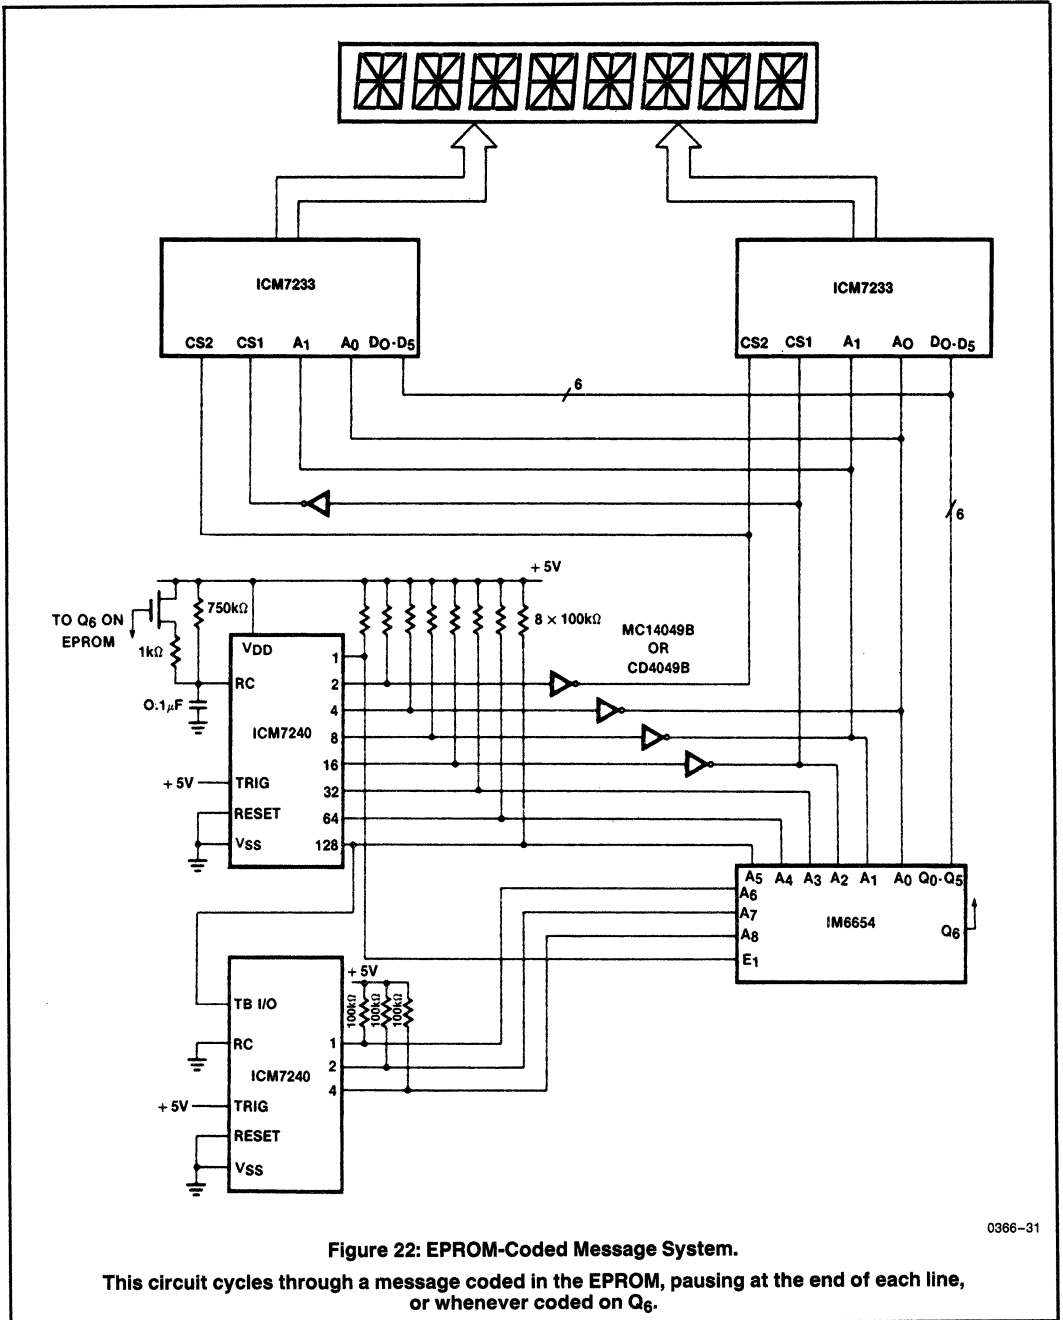 ICM7233
CS2 CS1 A1 A0 DO-D5
ICM7233
CS2 CS1 A1 AO DO-D5
6
6
+ 5V
TO Q6 ON
EPROM
750kΩ
1kΩ
0.1μF
8 × 100kΩ
MC14049B
OR
CD4049B
VDD
RC
ICM7240
TRIG
RESET
VSS
+ 5V
1
2
4
8
16
32
64
128
A5 A4 A3 A2 A1 A0 Q0-Q5
A6
A7
A8
E1
IM6654
Q6
+ 5V
100kΩ
100kΩ
100kΩ
TB I/O
RC
ICM7240
+ 5V
TRIG
RESET
VSS
1
2
4
0366–31
Figure 22: EPROM-Coded Message System.
This circuit cycles through a message coded in the EPROM, pausing at the end of each line,
or whenever coded on Q6.